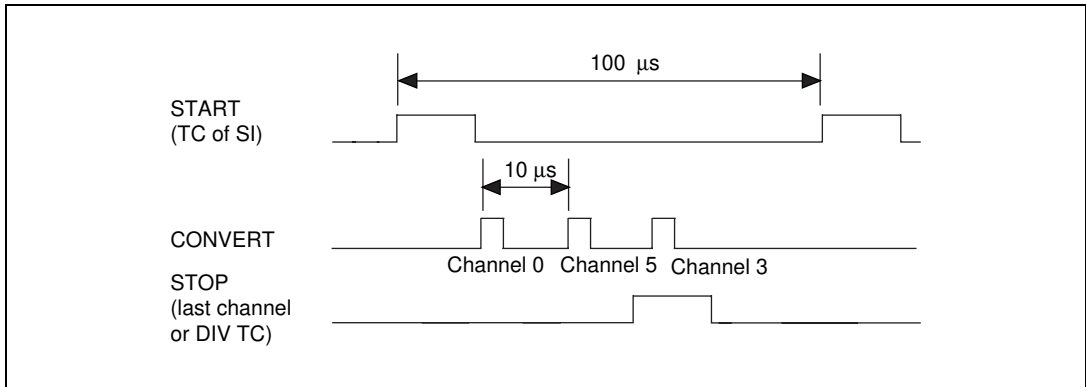 100 μs
START
(TC of SI)
10 μs
CONVERT
Channel 0 Channel 5 Channel 3
STOP
(last channel
or DIV TC)